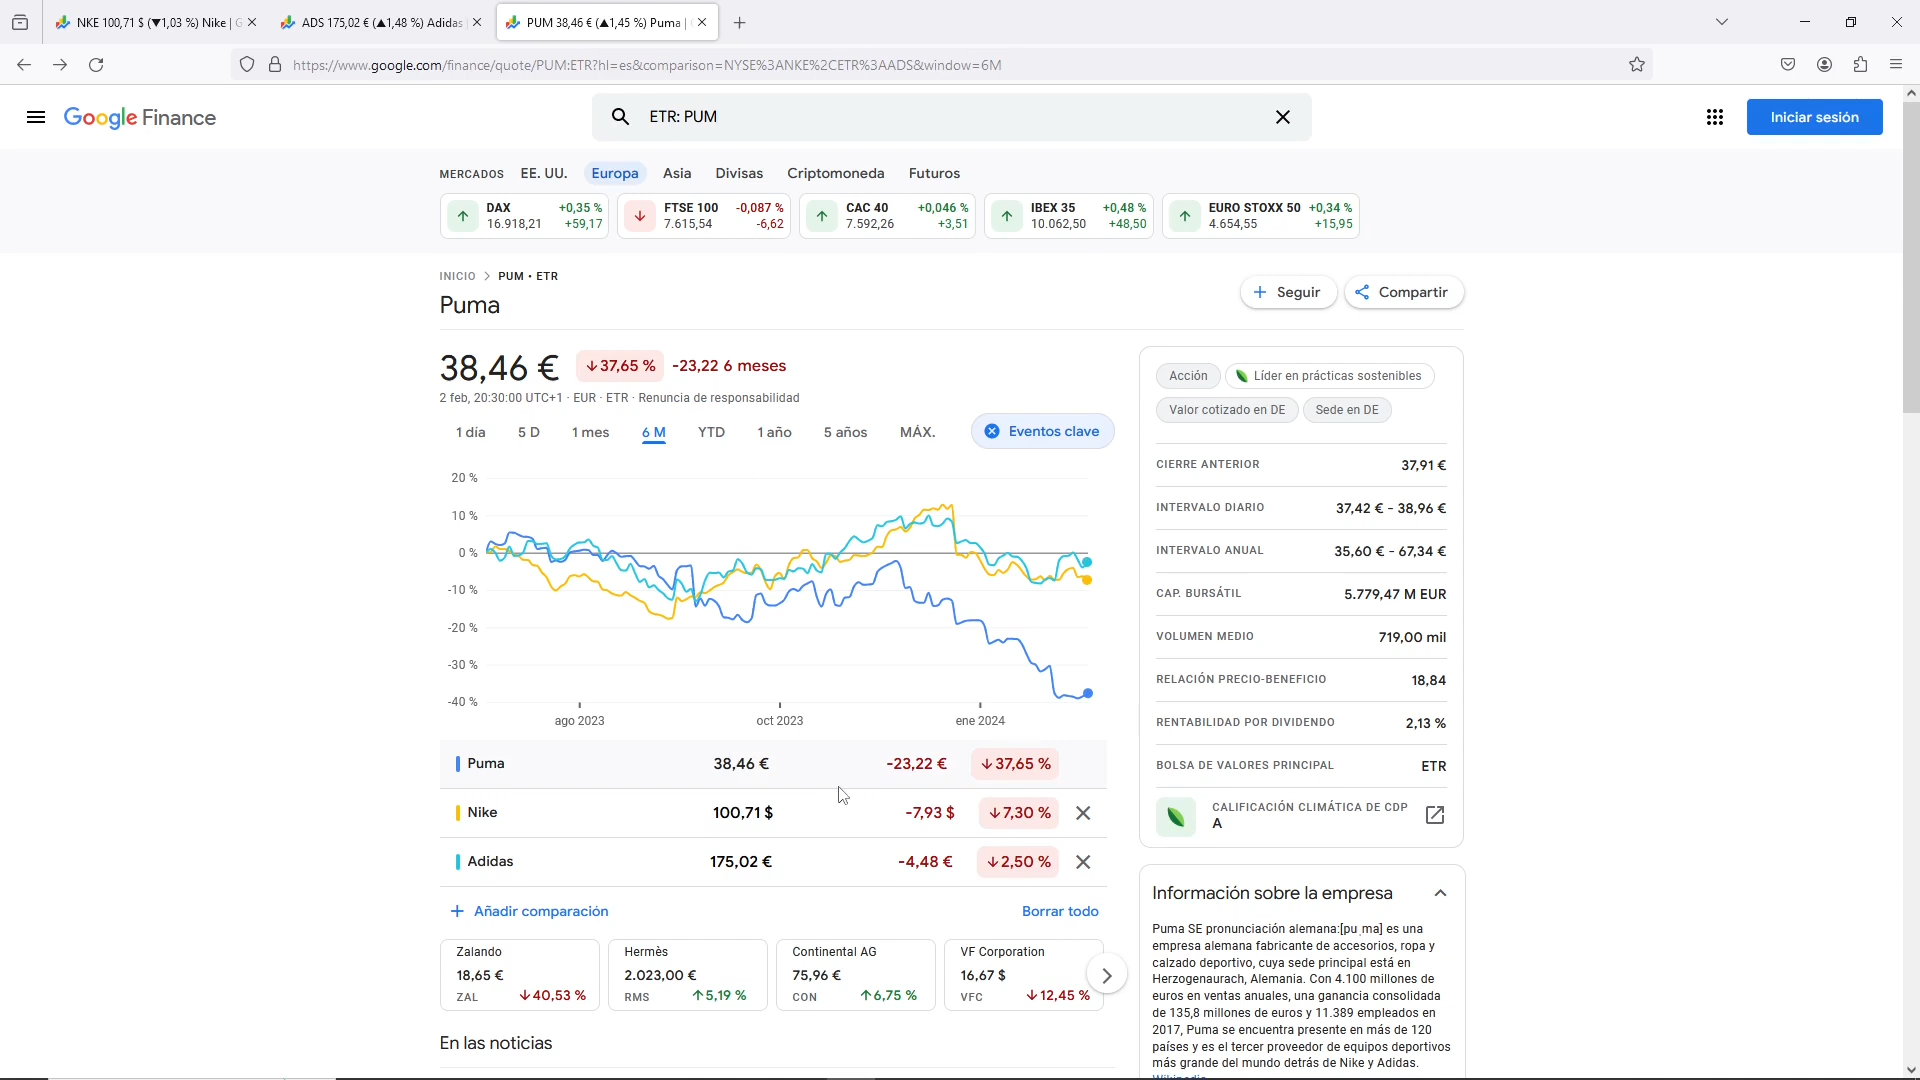 NKE 100,71 $ (▼1,03 %) Nike | G
ADS 175,02 € (▲1,48 %) Adidas
PUM 38,46 € (▲1,45 %) Puma |
https://www.google.com/finance/quote/PUM:ETR?hl=es&comparison=NYSE%3ANKE%2CETR%3AADS&window=6M
Google Finance
ETR: PUM
Iniciar sesión
MERCADOS EE. UU. Europa Asia Divisas Criptomoneda Futuros
DAX +0,35 %
16.918,21 +59,17
FTSE 100 -0,087 %
7.615,54 -6,62
CAC 40 +0,046 %
7.592,26 +3,51
IBEX 35 +0,48 %
10.062,50 +48,50
EURO STOXX 50 +0,34 %
4.654,55 +15,95
INICIO > PUM • ETR
Puma
Seguir
Compartir
38,46 € ↓37,65 % -23,22 6 meses
2 feb, 20:30:00 UTC+1 · EUR · ETR · Renuncia de responsabilidad
1 día 5 D 1 mes 6 M YTD 1 año 5 años MÁX.
Eventos clave
20 %
10 %
0 %
-10 %
-20 %
-30 %
-40 %
ago 2023 oct 2023 ene 2024
Puma 38,46 € -23,22 € ↓37,65 %
Nike 100,71 $ -7,93 $ ↓7,30 %
Adidas 175,02 € -4,48 € ↓2,50 %
+ Añadir comparación
Borrar todo
Zalando
18,65 €
ZAL ↓40,53 %
Hermès
2.023,00 €
RMS ↑5,19 %
Continental AG
75,96 €
CON ↑6,75 %
VF Corporation
16,67 $
VFC ↓12,45 %
En las noticias
Acción
Líder en prácticas sostenibles
Valor cotizado en DE
Sede en DE
CIERRE ANTERIOR 37,91 €
INTERVALO DIARIO 37,42 € - 38,96 €
INTERVALO ANUAL 35,60 € - 67,34 €
CAP. BURSÁTIL 5.779,47 M EUR
VOLUMEN MEDIO 719,00 mil
RELACIÓN PRECIO-BENEFICIO 18,84
RENTABILIDAD POR DIVIDENDO 2,13 %
BOLSA DE VALORES PRINCIPAL ETR
CALIFICACIÓN CLIMÁTICA DE CDP
A
Información sobre la empresa
Puma SE pronunciación alemana:[puˌma] es una
empresa alemana fabricante de accesorios, ropa y
calzado deportivo, cuya sede principal está en
Herzogenaurach, Alemania. Con 4.100 millones de
euros en ventas anuales, una ganancia consolidada
de 135,8 millones de euros y 11.389 empleados en
2017, Puma se encuentra presente en más de 120
países y es el tercer proveedor de equipos deportivos
más grande del mundo detrás de Nike y Adidas.